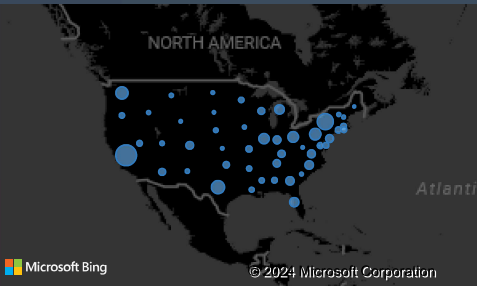 NORTH AMERICA
Atlanti
Microsoft Bing
© 2024 Microsoft Corporation